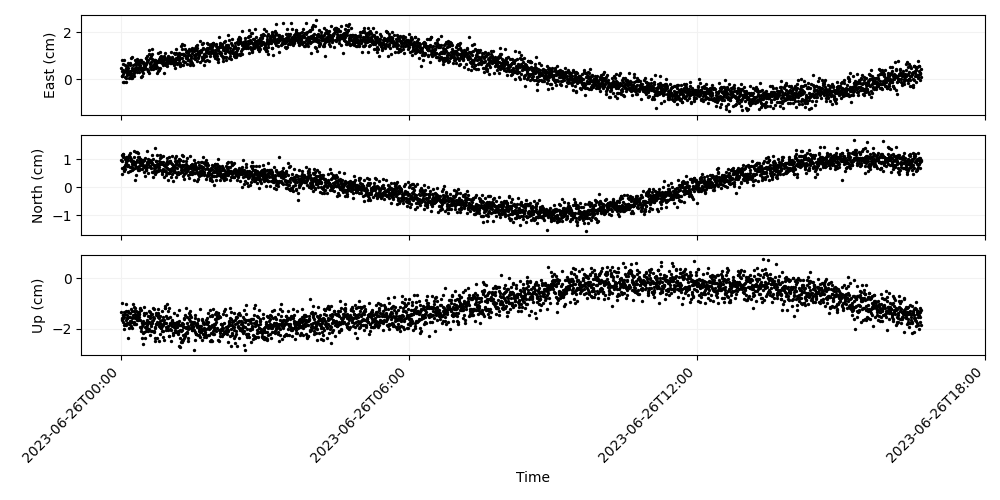 East (cm)
2
0
North (cm)
1
0
−1
Up (cm)
0
−2
2023-06-26T00:00
2023-06-26T06:00
2023-06-26T12:00
2023-06-26T18:00
Time